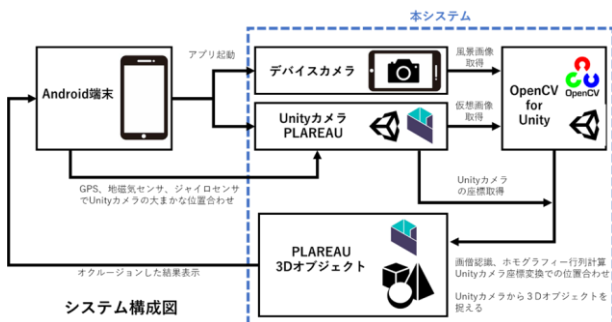 本システム
アプリ起動
Android端末
デバイスカメラ
風景画像
取得
OpenCV
for
Unity
OpenCV
Unityカメラ
PLAREAU
仮想画像
取得
GPS、地磁気センサ、ジャイロセンサ
でUnityカメラの大まかな位置合わせ
Unityカメラ
の座標取得
PLAREAU
3Dオブジェクト
オクルージョンした結果表示
画僧認識、ホモグラフィー行列計算
Unityカメラ座標変換での位置合わせ
Unityカメラから3Dオブジェクトを
捉える
システム構成図